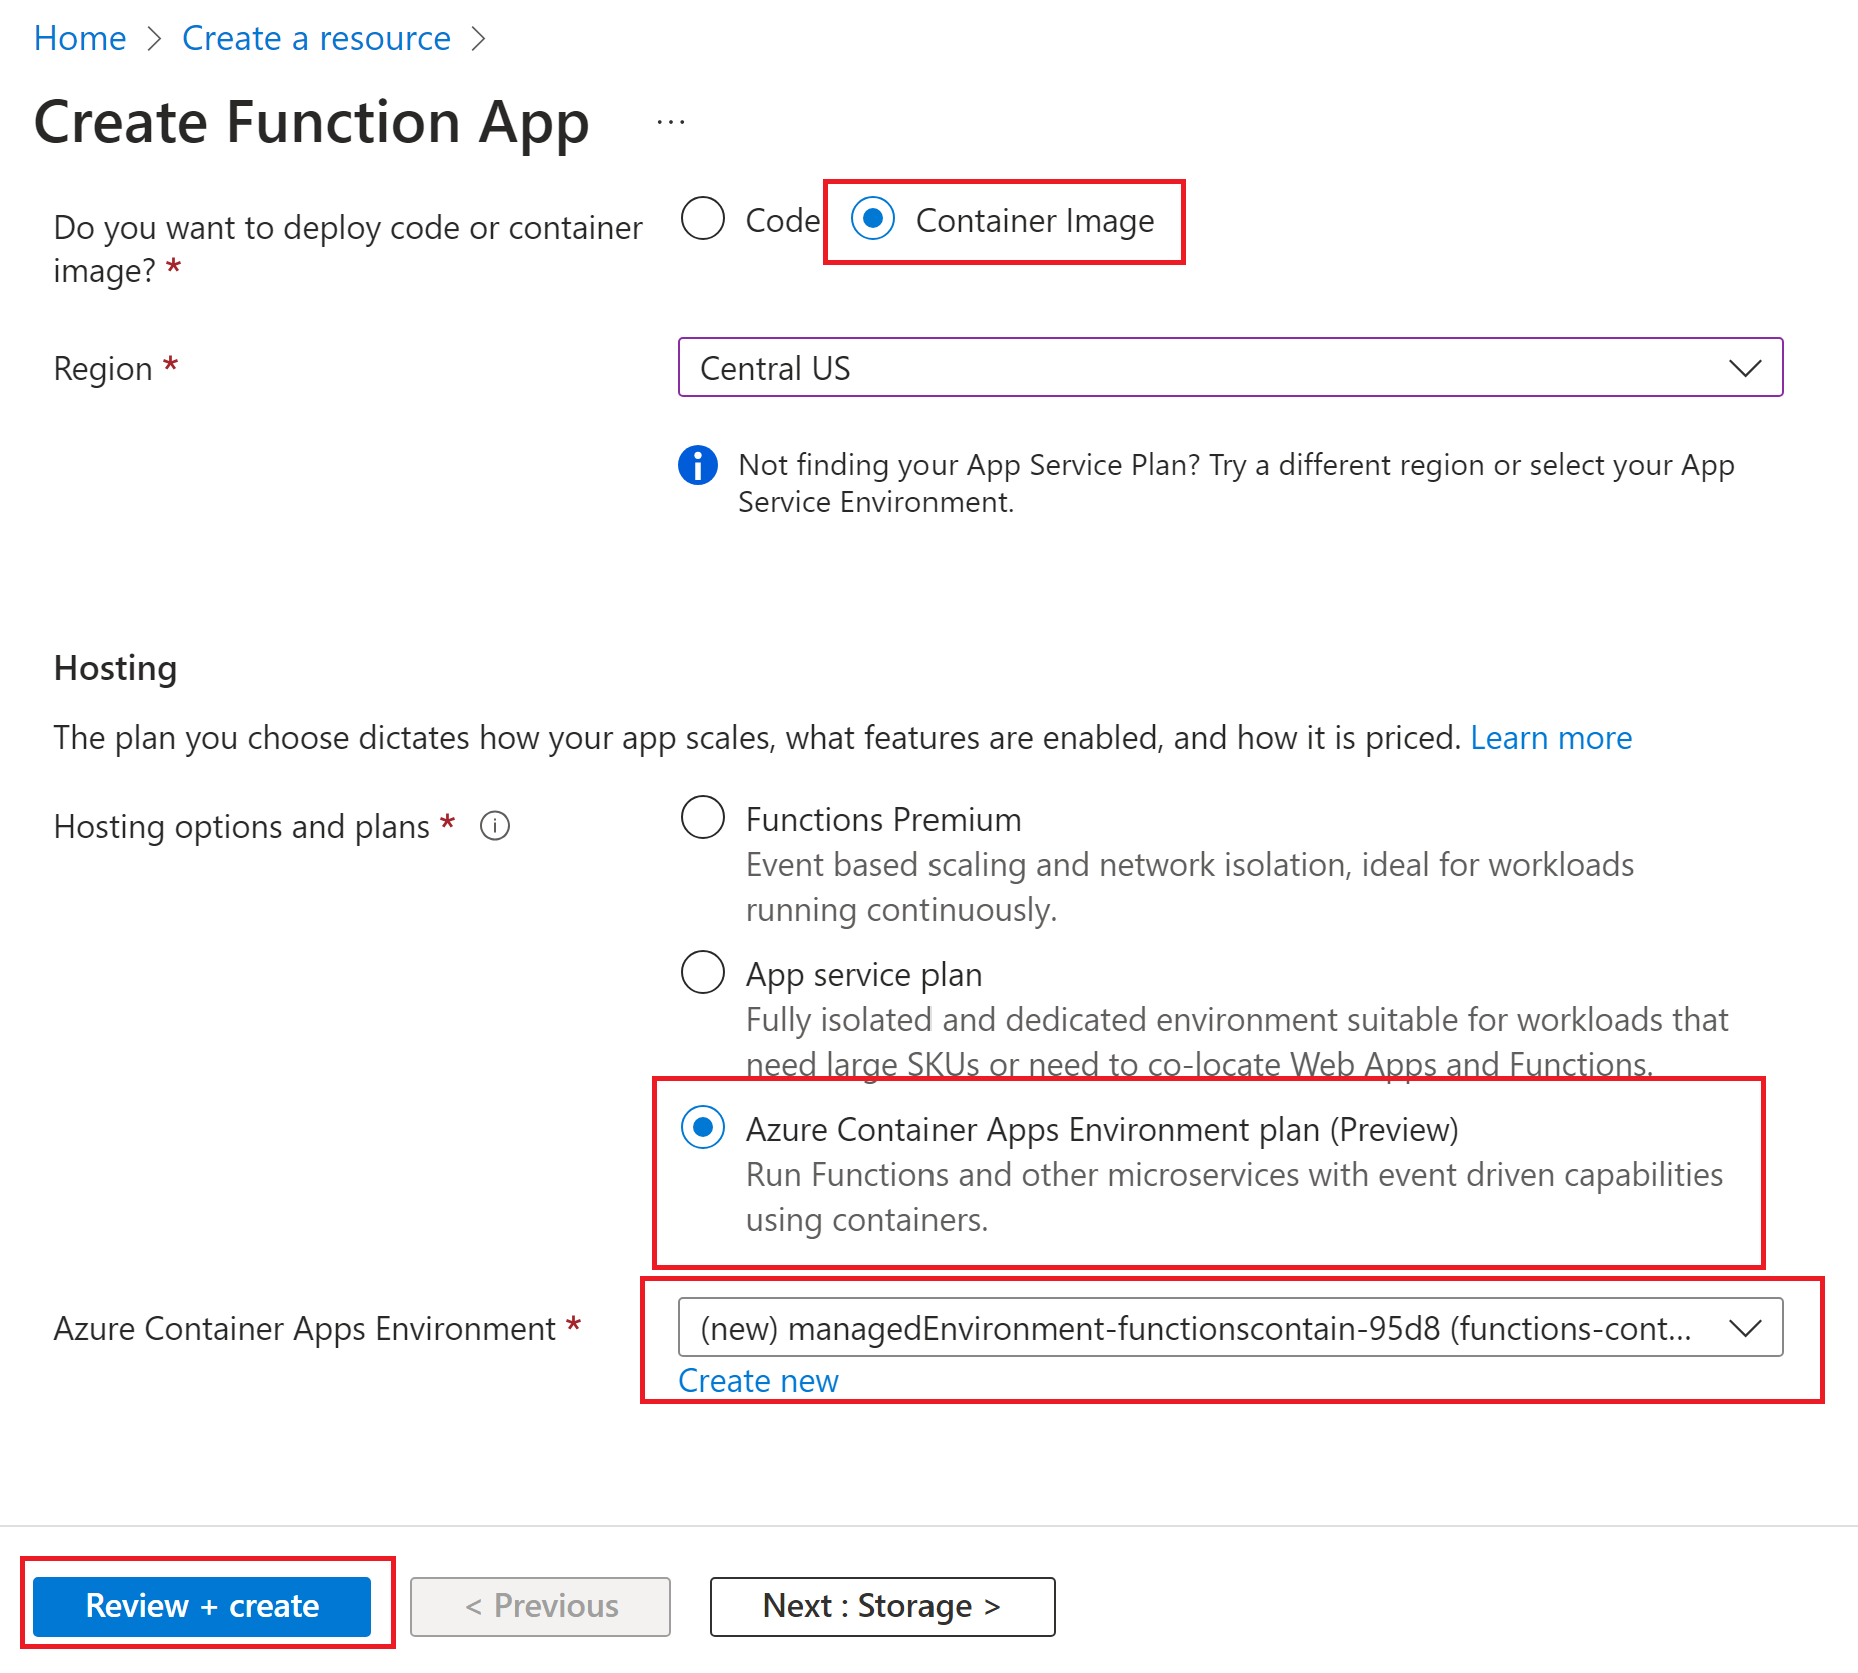 Home > Create a resource >
Create Function App ...
Do you want to deploy code or container
image? *
Code
Container Image
Region *
Central US
Not finding your App Service Plan? Try a different region or select your App
Service Environment.
Hosting
The plan you choose dictates how your app scales, what features are enabled, and how it is priced. Learn more
Hosting options and plans *
Functions Premium
Event based scaling and network isolation, ideal for workloads
running continuously.
App service plan
Fully isolated and dedicated environment suitable for workloads that
need large SKUs or need to co-locate Web Apps and Functions.
Azure Container Apps Environment plan (Preview)
Run Functions and other microservices with event driven capabilities
using containers.
Azure Container Apps Environment *
(new) managedEnvironment-functionscontain-95d8 (functions-cont...
Create new
Review + create
< Previous
Next : Storage >